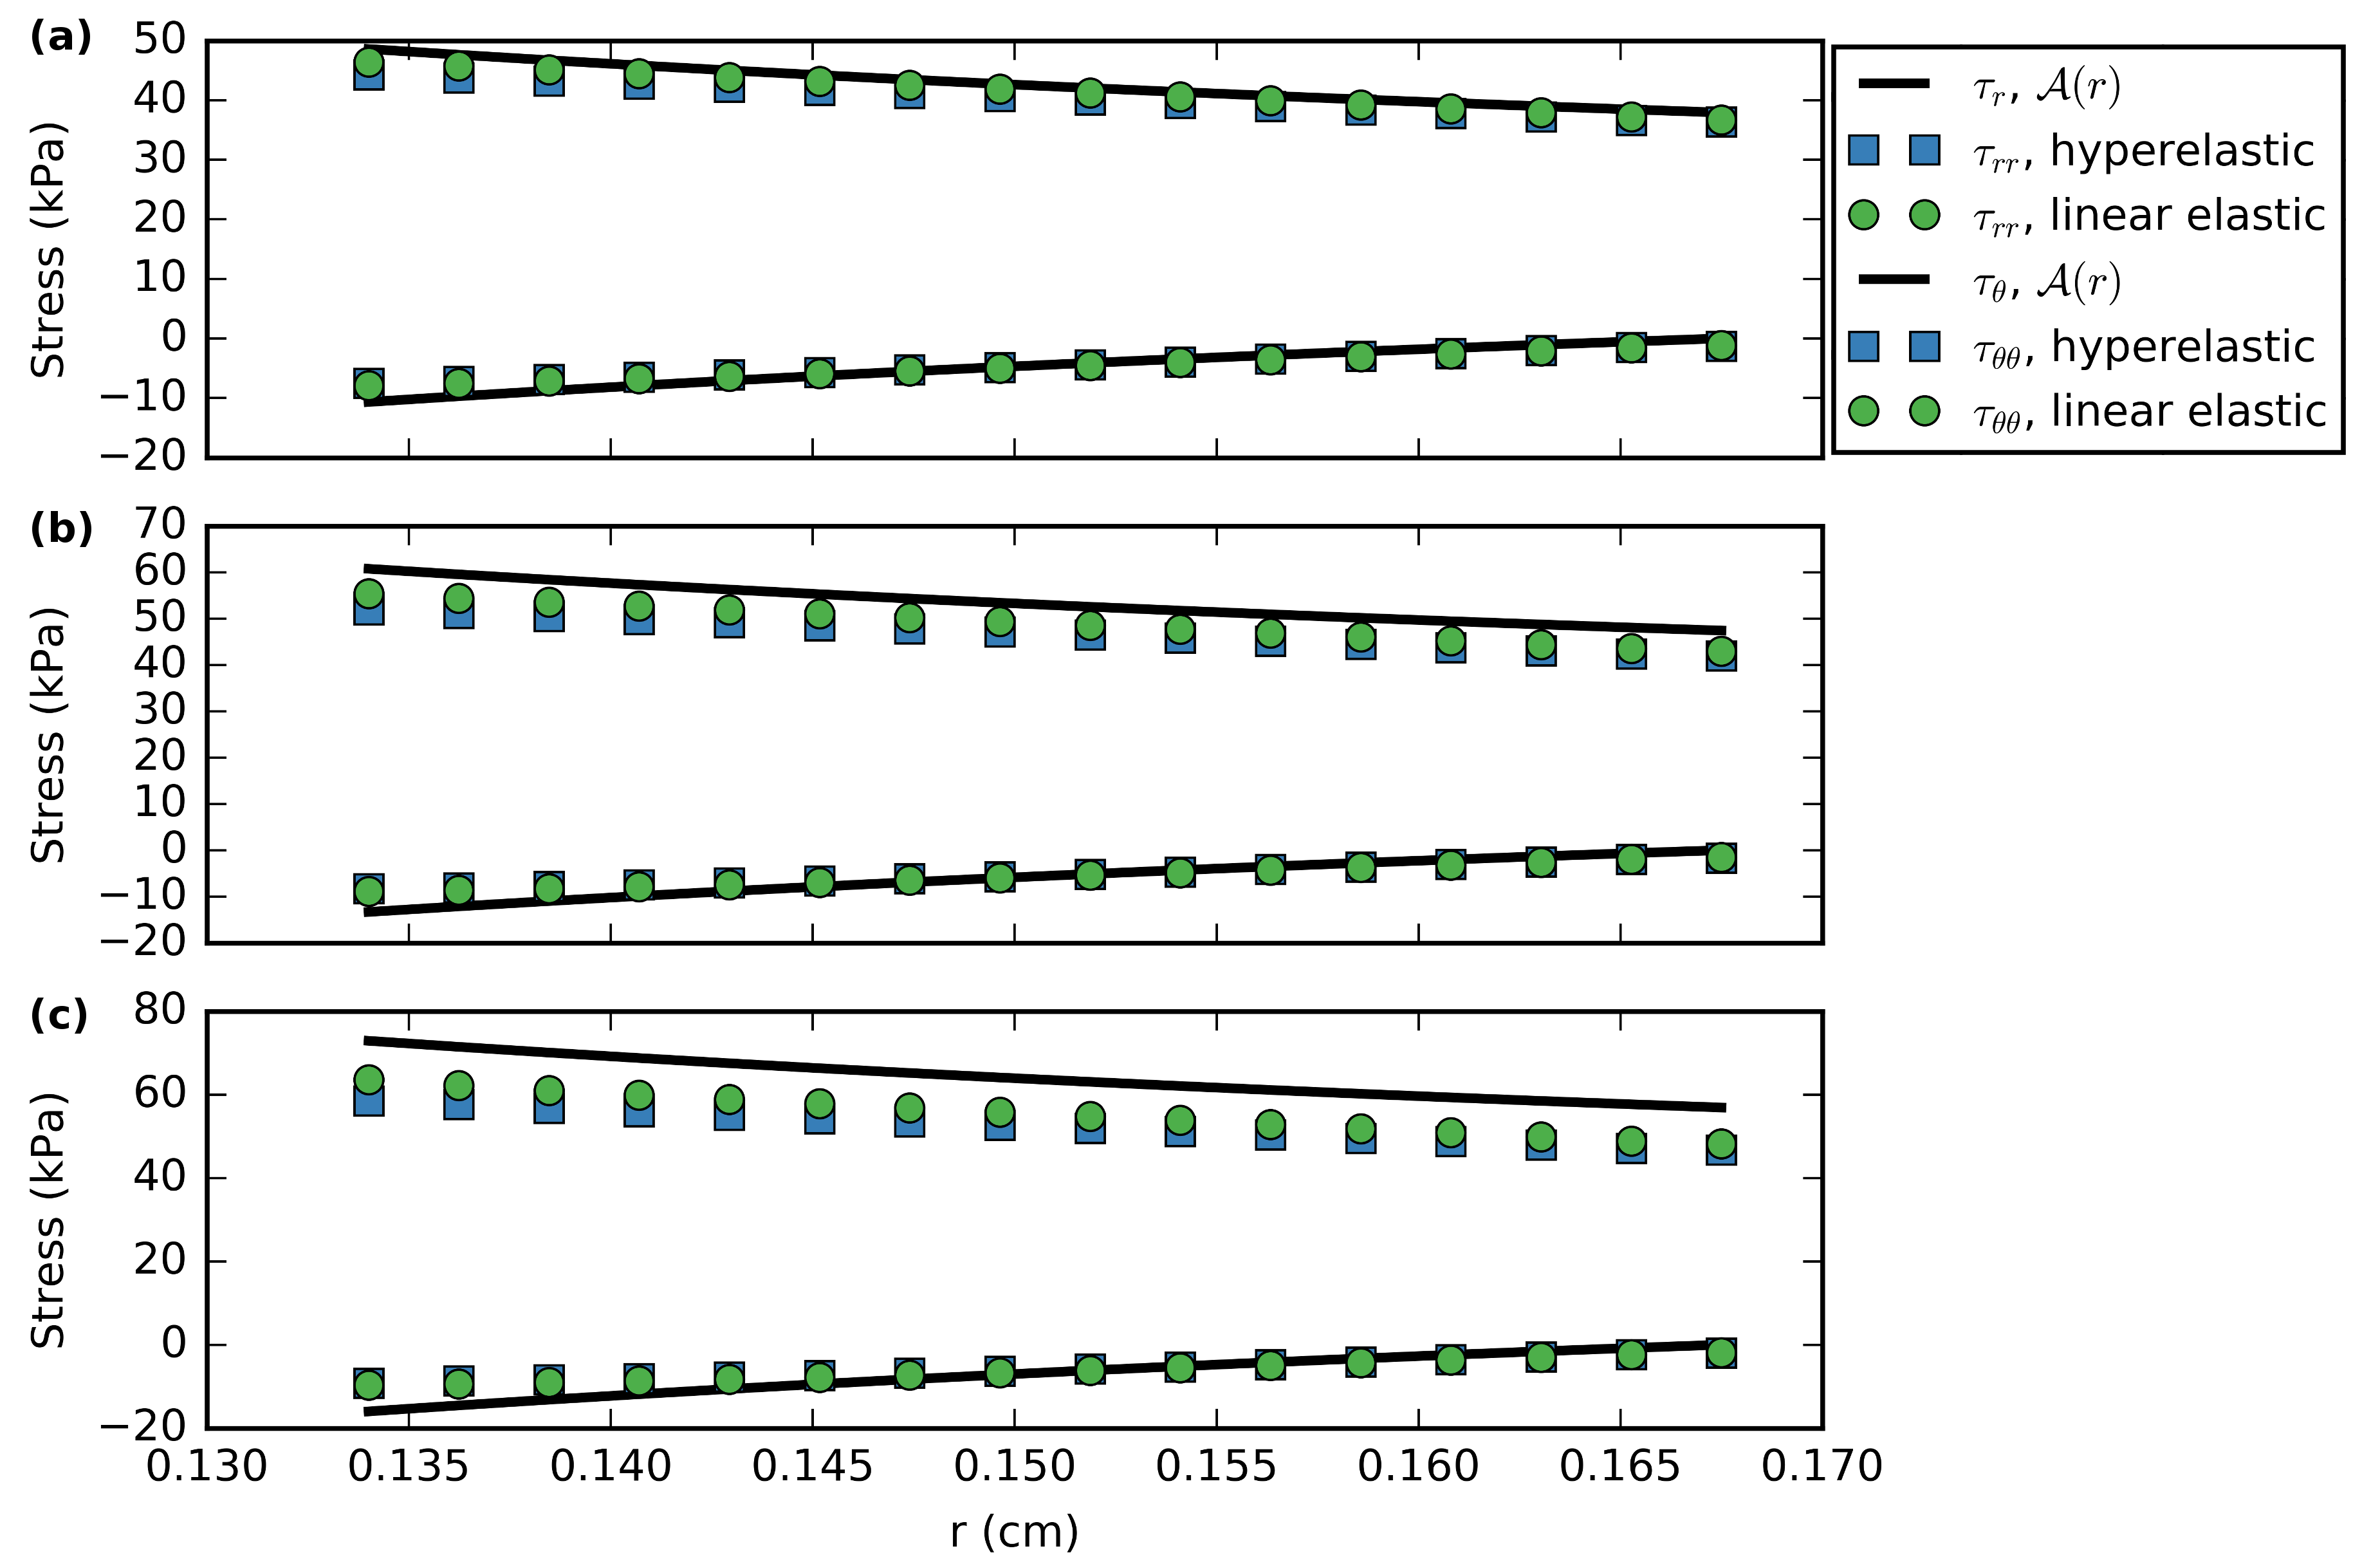 (a)
50
40
30
20
10
0
−10
−20
Stress (kPa)
τr, 𝒜(r)
τrr, hyperelastic
τrr, linear elastic
τθ, 𝒜(r)
τθθ, hyperelastic
τθθ, linear elastic
(b)
70
60
50
40
30
20
10
0
−10
−20
Stress (kPa)
(c)
80
60
40
20
0
−20
Stress (kPa)
0.130 0.135 0.140 0.145 0.150 0.155 0.160 0.165 0.170
r (cm)